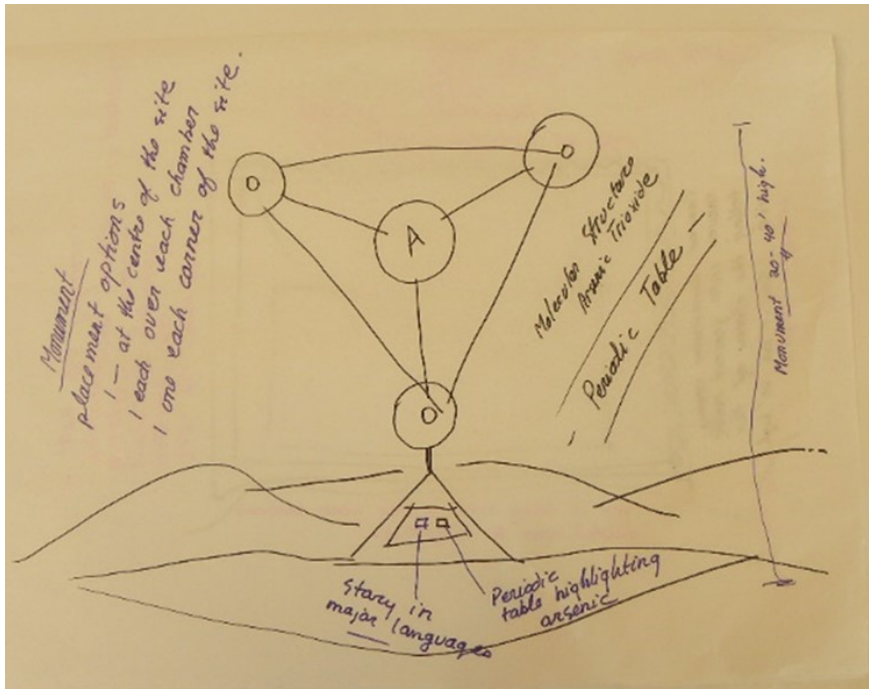 Monument
placement options
1 — at the centre of the site
1 each over each chamber
1 one each corner of the site.
O
O
A
O
Molecular Structure
Arsenic Trioxide
- Periodic Table -
Monument 30-40' high.
Story in
major languages
Periodic
table highlighting
arsenic